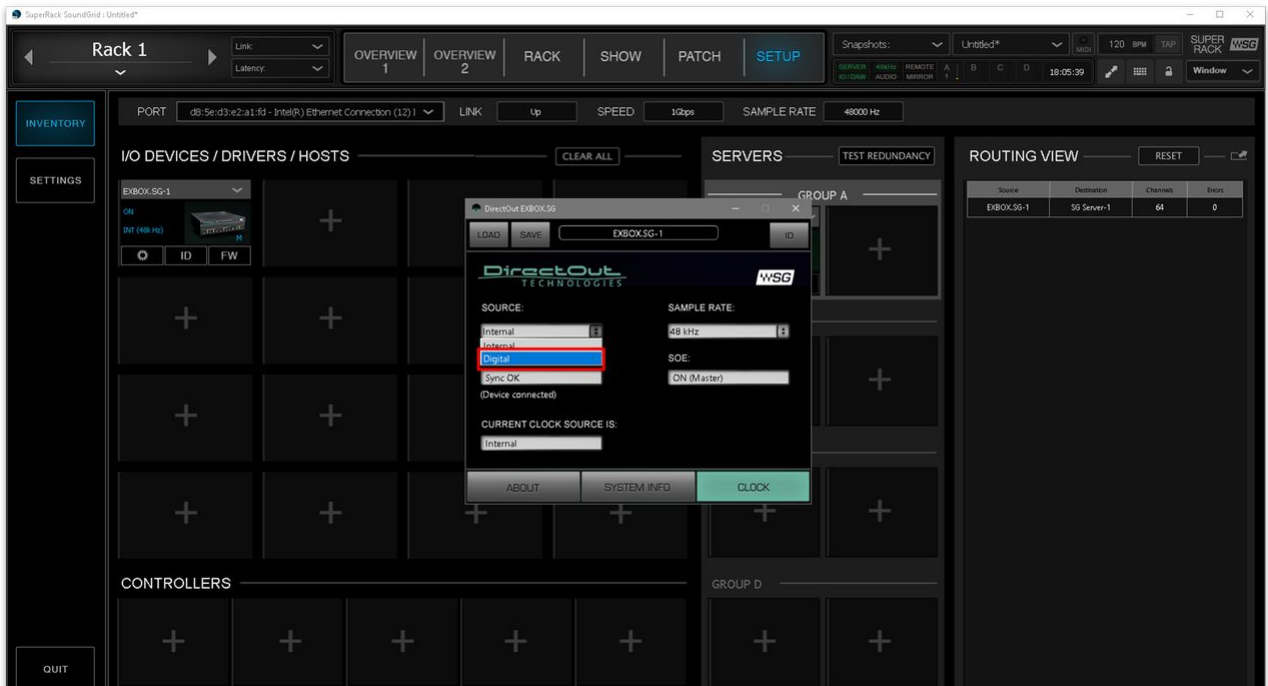 SuperRack SoundGrid : Untitled*
Rack 1
Link:
Latency:
OVERVIEW 1
OVERVIEW 2
RACK
SHOW
PATCH
SETUP
Snapshots:
Untitled*
MIDI
120 BPM TAP
SUPER RACK WSG
SERVER 48kHz REMOTE A B C D
IO/DAW AUDIO MIRROR 1
18:05:39
Window
INVENTORY
SETTINGS
QUIT
PORT d8:5e:d3:e2:a1:fd - Intel(R) Ethernet Connection (12) I LINK Up SPEED 1Gbps SAMPLE RATE 48000 Hz
I/O DEVICES / DRIVERS / HOSTS CLEAR ALL
EXBOX.SG-1
ON
INT (48k Hz)
M
ID FW
SERVERS TEST REDUNDANCY
GROUP A
ROUTING VIEW RESET
Source Destination Channels Errors
EXBOX.SG-1 SG Server-1 64 0
DirectOut EXBOX.SG
LOAD SAVE EXBOX.SG-1 ID
DirectOut
TECHNOLOGIES
WSG
SOURCE: SAMPLE RATE:
Internal 48 kHz
Internal
Digital SOE:
Sync OK ON (Master)
(Device connected)
CURRENT CLOCK SOURCE IS:
Internal
ABOUT SYSTEM INFO CLOCK
CONTROLLERS
GROUP D